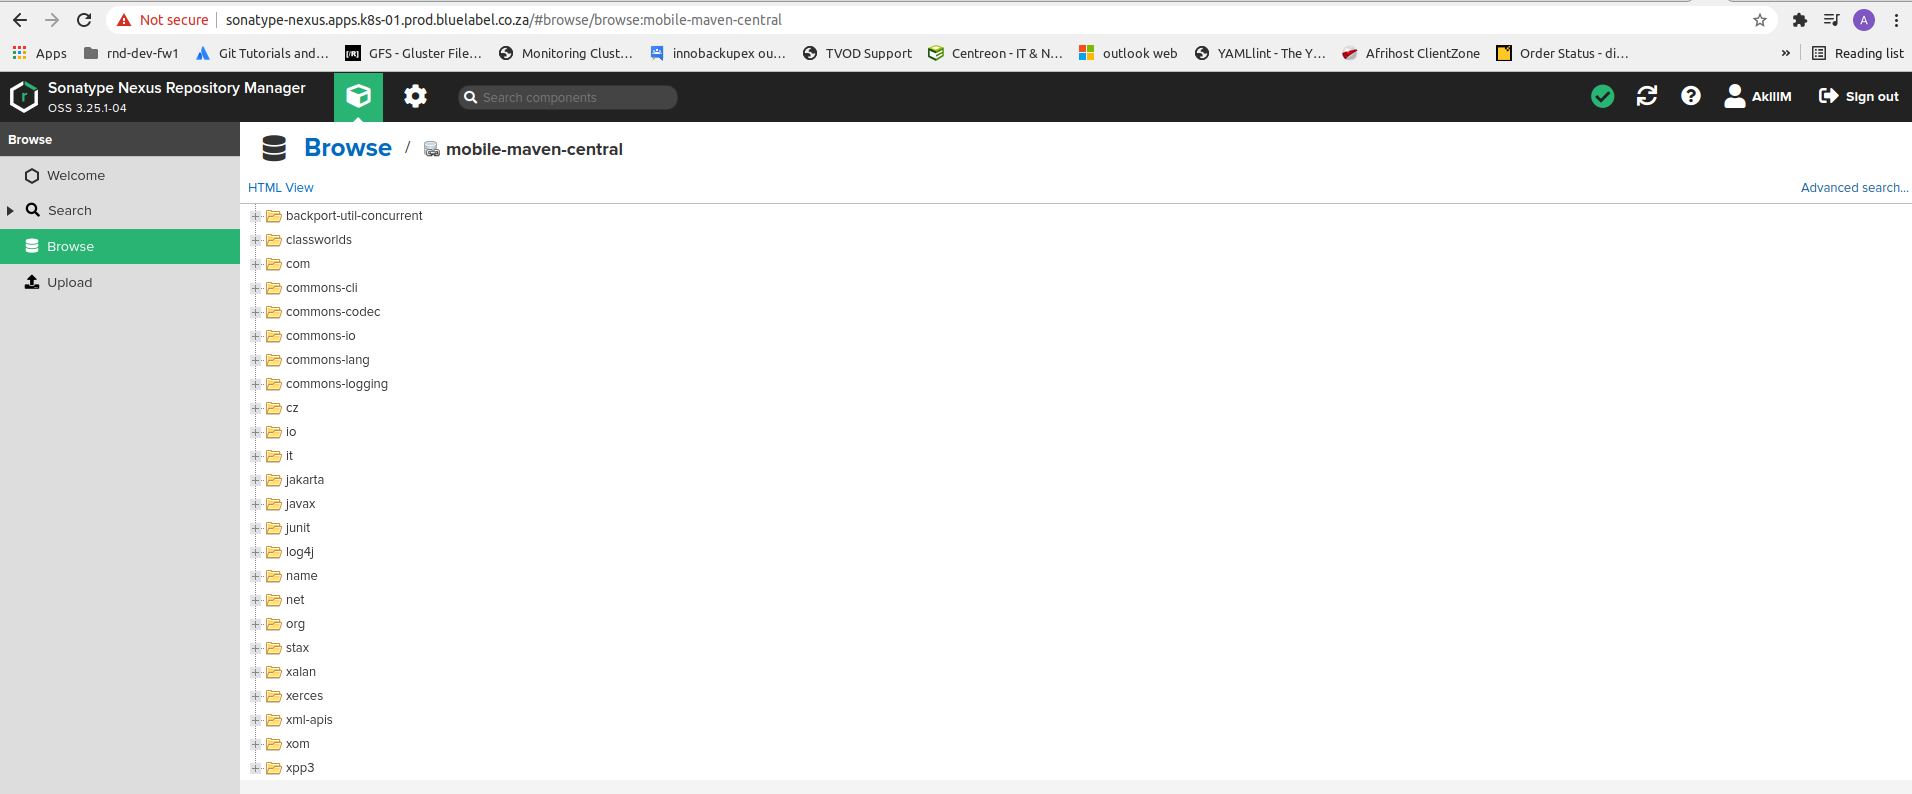 Not secure sonatype-nexus.apps.k8s-01.prod.bluelabel.co.za/#browse/browse:mobile-maven-central A
Apps rnd-dev-fw1 Git Tutorials and... GFS - Gluster File... Monitoring Clust... innobackupex ou... TVOD Support Centreon - IT & N... outlook web YAMLlint - The Y... Afrihost ClientZone Order Status - di... » Reading list
Sonatype Nexus Repository Manager
OSS 3.25.1-04
Search components
AkillM Sign out
Browse
Welcome
Search
Browse
Upload
Browse / mobile-maven-central
HTML View Advanced search...
backport-util-concurrent
classworlds
com
commons-cli
commons-codec
commons-io
commons-lang
commons-logging
cz
io
it
jakarta
javax
junit
log4j
name
net
org
stax
xalan
xerces
xml-apis
xom
xpp3